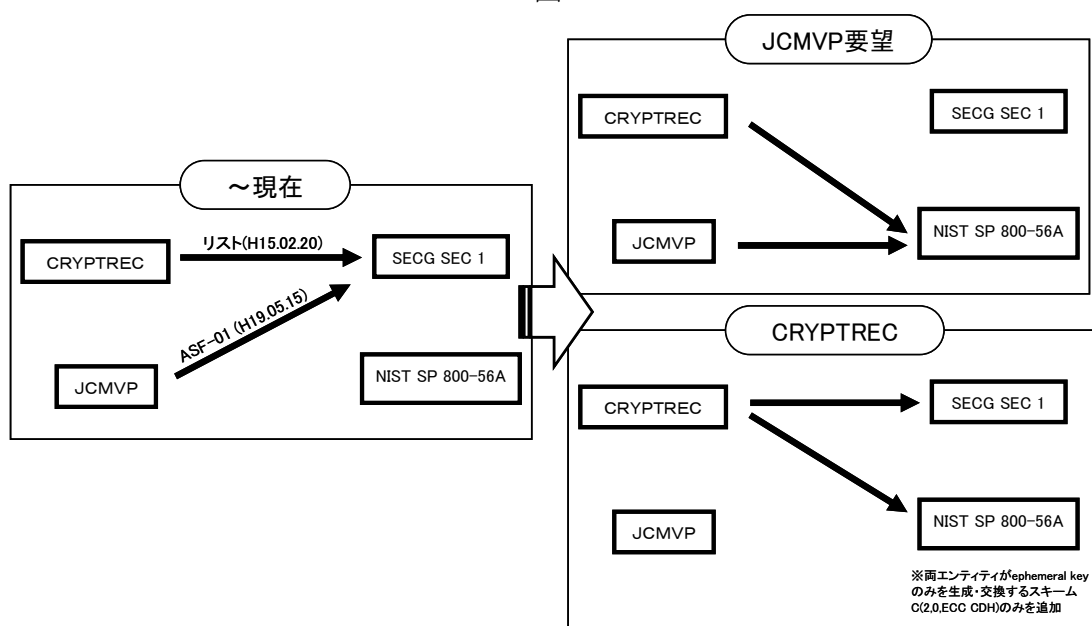 ～現在
CRYPTREC
リスト(H15.02.20)
SECG SEC 1
ASF-01 (H19.05.15)
JCMVP
NIST SP 800-56A
JCMVP要望
CRYPTREC
SECG SEC 1
JCMVP
NIST SP 800-56A
CRYPTREC
CRYPTREC
SECG SEC 1
JCMVP
NIST SP 800-56A
※両エンティティがephemeral key
のみを生成・交換するスキーム
C(2,0,ECC CDH)のみを追加